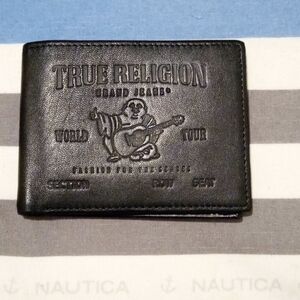 TRUE RELIGION
BRAND JEANS®
WORLD TOUR
FASHION FOR THE SENSES
SECTION ROW SEAT
NAUTICA NAUTICA